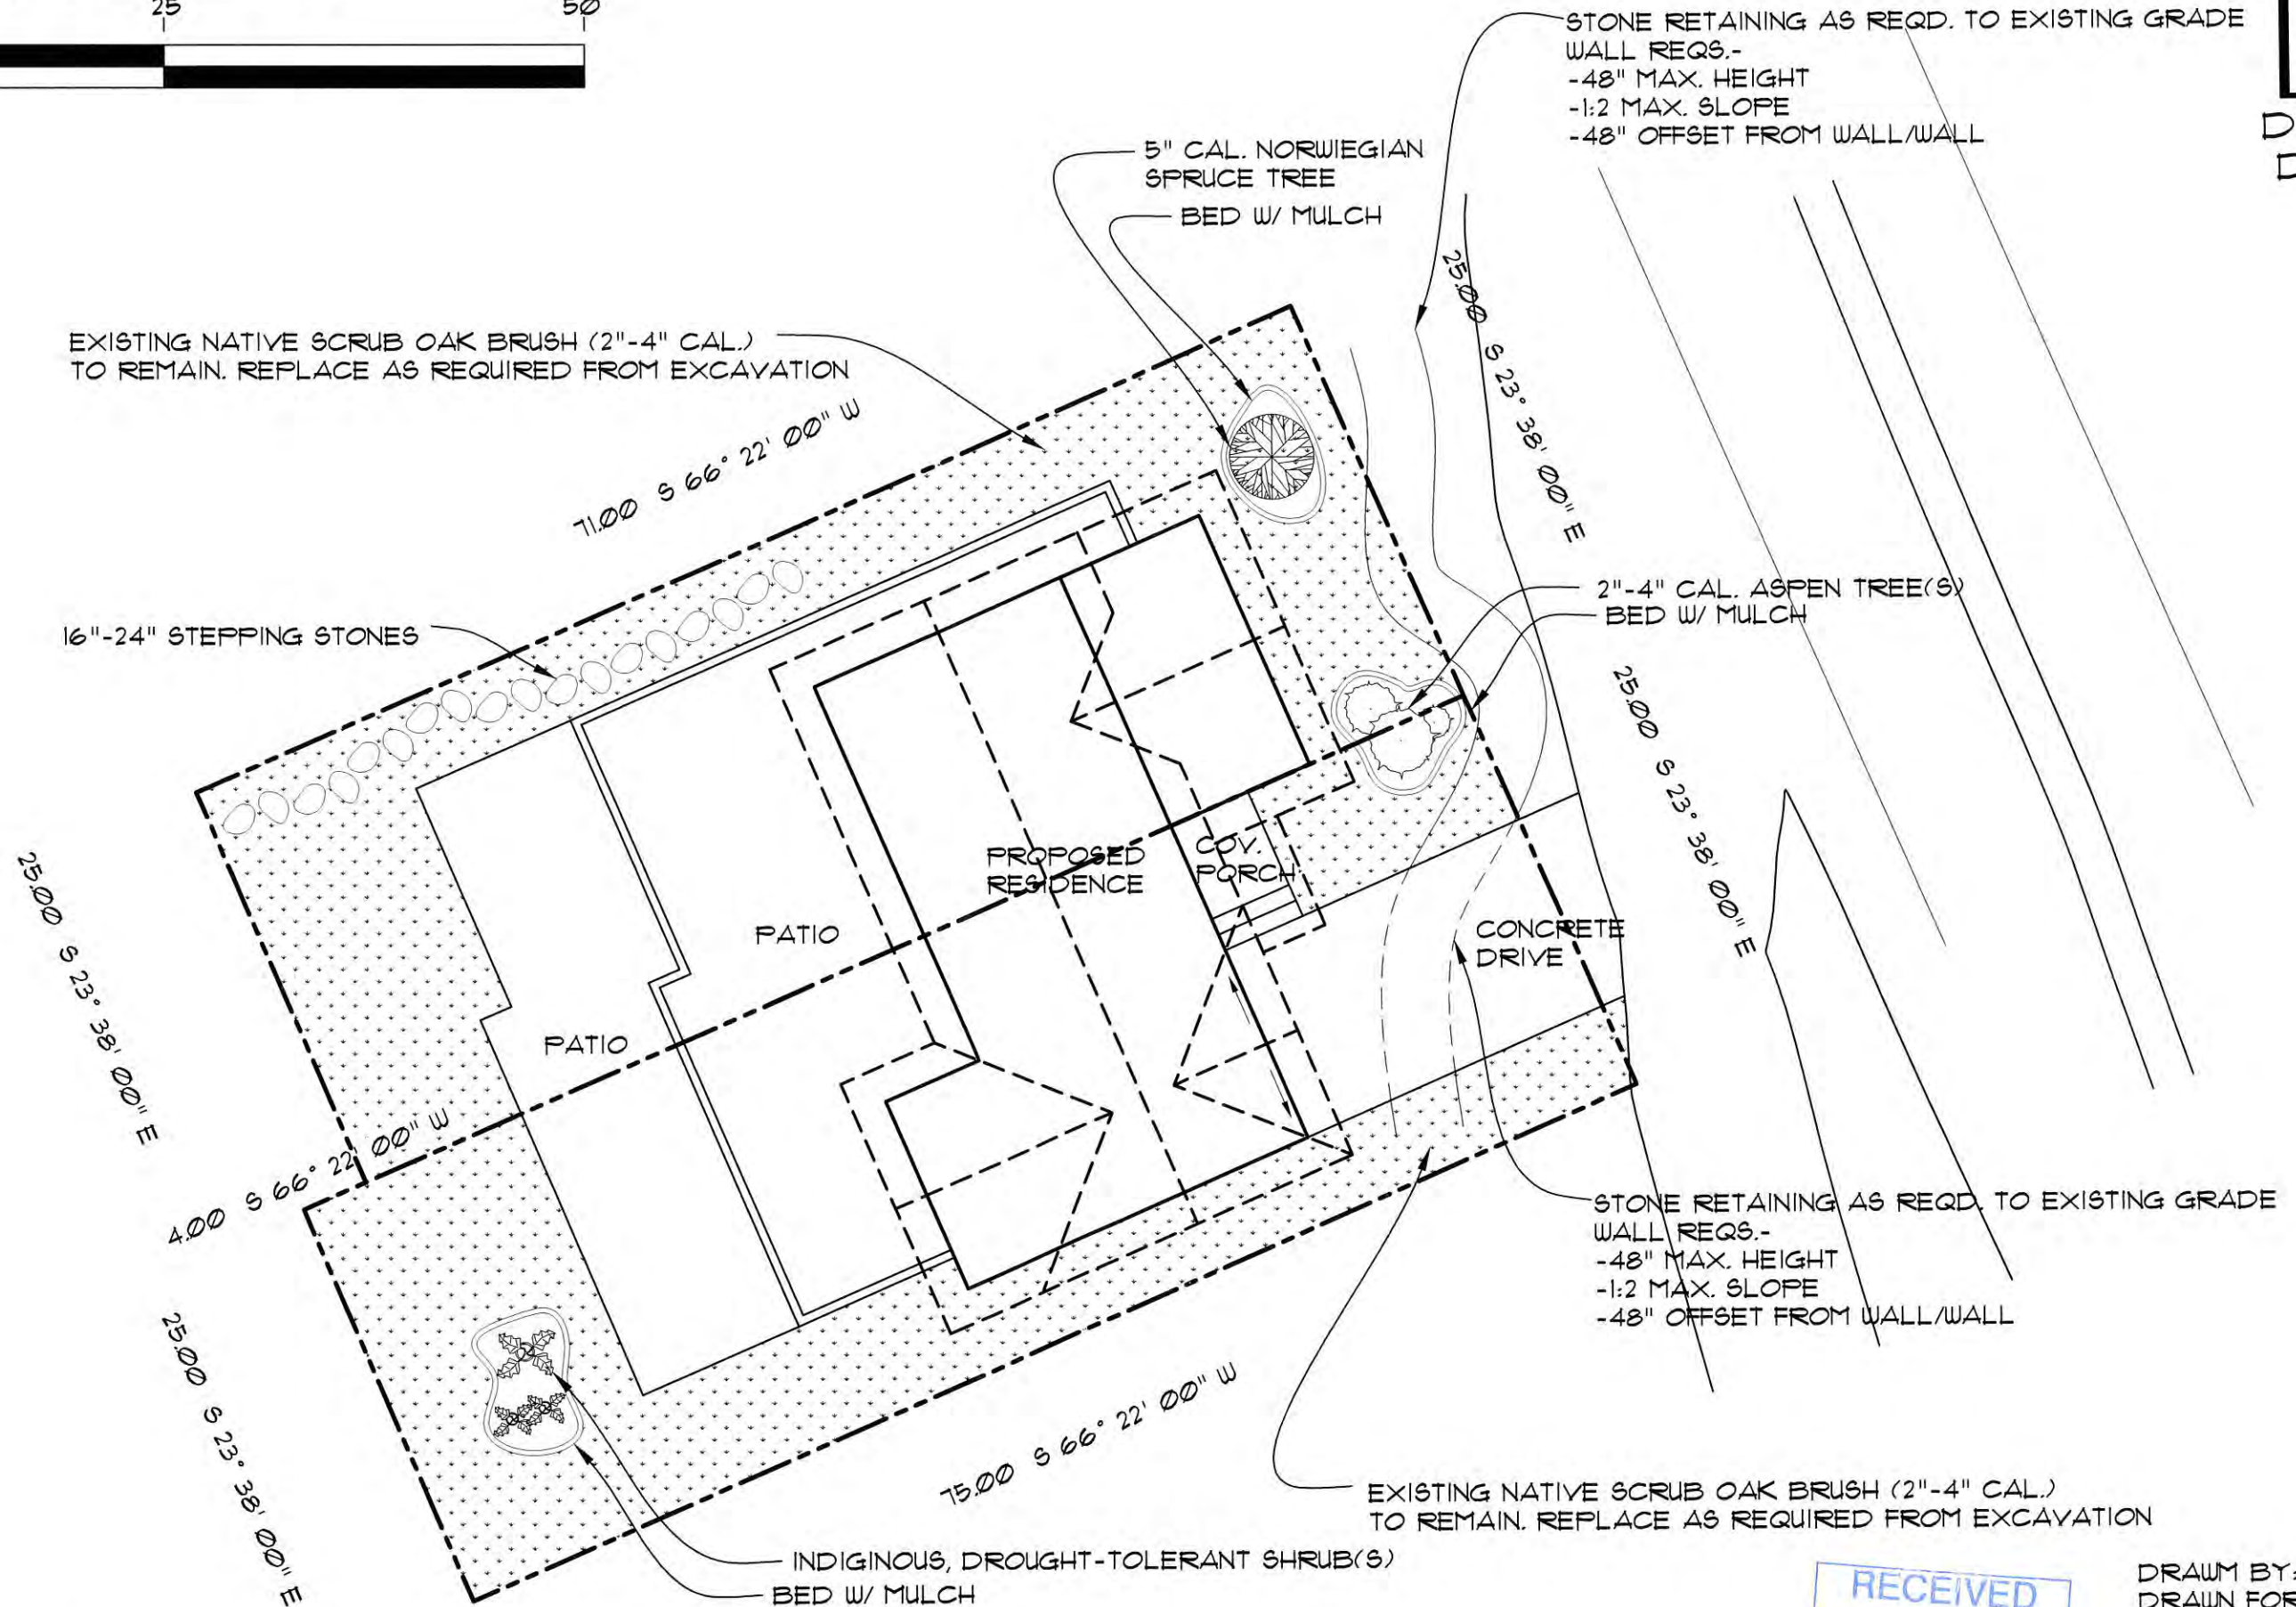 25 50
STONE RETAINING AS REQD. TO EXISTING GRADE
WALL REQS.-
-48" MAX. HEIGHT
-1:2 MAX. SLOPE
-48" OFFSET FROM WALL/WALL
5" CAL. NORWIEGIAN
SPRUCE TREE
BED W/ MULCH
EXISTING NATIVE SCRUB OAK BRUSH (2"-4" CAL.)
TO REMAIN. REPLACE AS REQUIRED FROM EXCAVATION
25.00 S 23° 38' 00" E
71.00 S 66° 22' 00" W
16"-24" STEPPING STONES
2"-4" CAL. ASPEN TREE(S)
BED W/ MULCH
25.00 S 23° 38' 00" E
PROPOSED
RESIDENCE
COV.
PORCH
PATIO
CONCRETE
DRIVE
25.00 S 23° 38' 00" E
PATIO
4.00 S 66° 22' 00" W
STONE RETAINING AS REQD. TO EXISTING GRADE
WALL REQS.-
-48" MAX. HEIGHT
-1:2 MAX. SLOPE
-48" OFFSET FROM WALL/WALL
25.00 S 23° 38' 00" E
75.00 S 66° 22' 00" W
EXISTING NATIVE SCRUB OAK BRUSH (2"-4" CAL.)
TO REMAIN. REPLACE AS REQUIRED FROM EXCAVATION
INDIGINOUS, DROUGHT-TOLERANT SHRUB(S)
BED W/ MULCH
RECEIVED
DRAWM BY:
DRAWN FOR